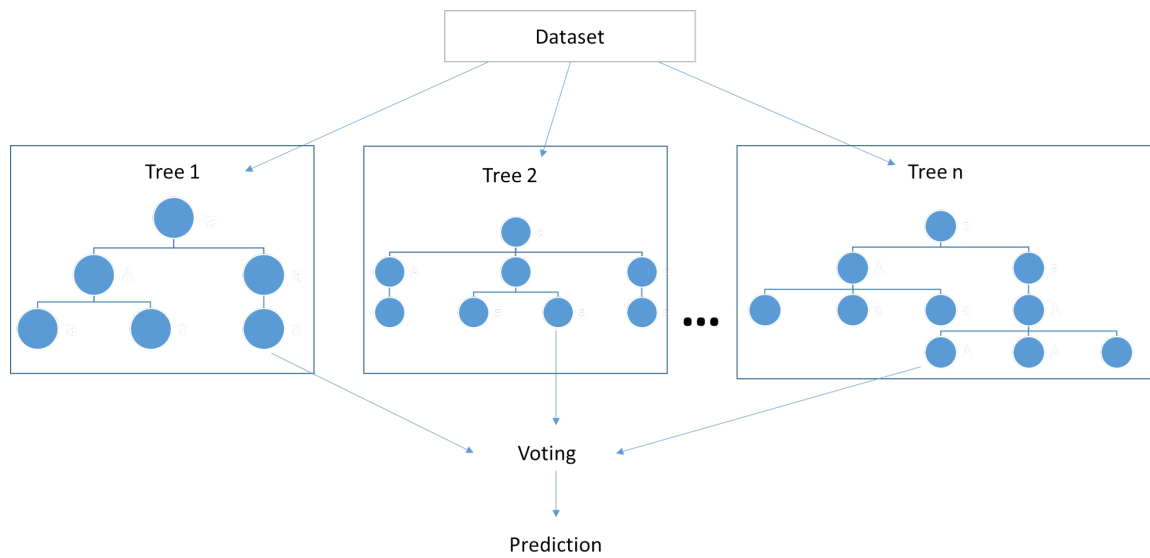 Dataset
Tree 1
Tree 2
Tree n
...
Voting
Prediction